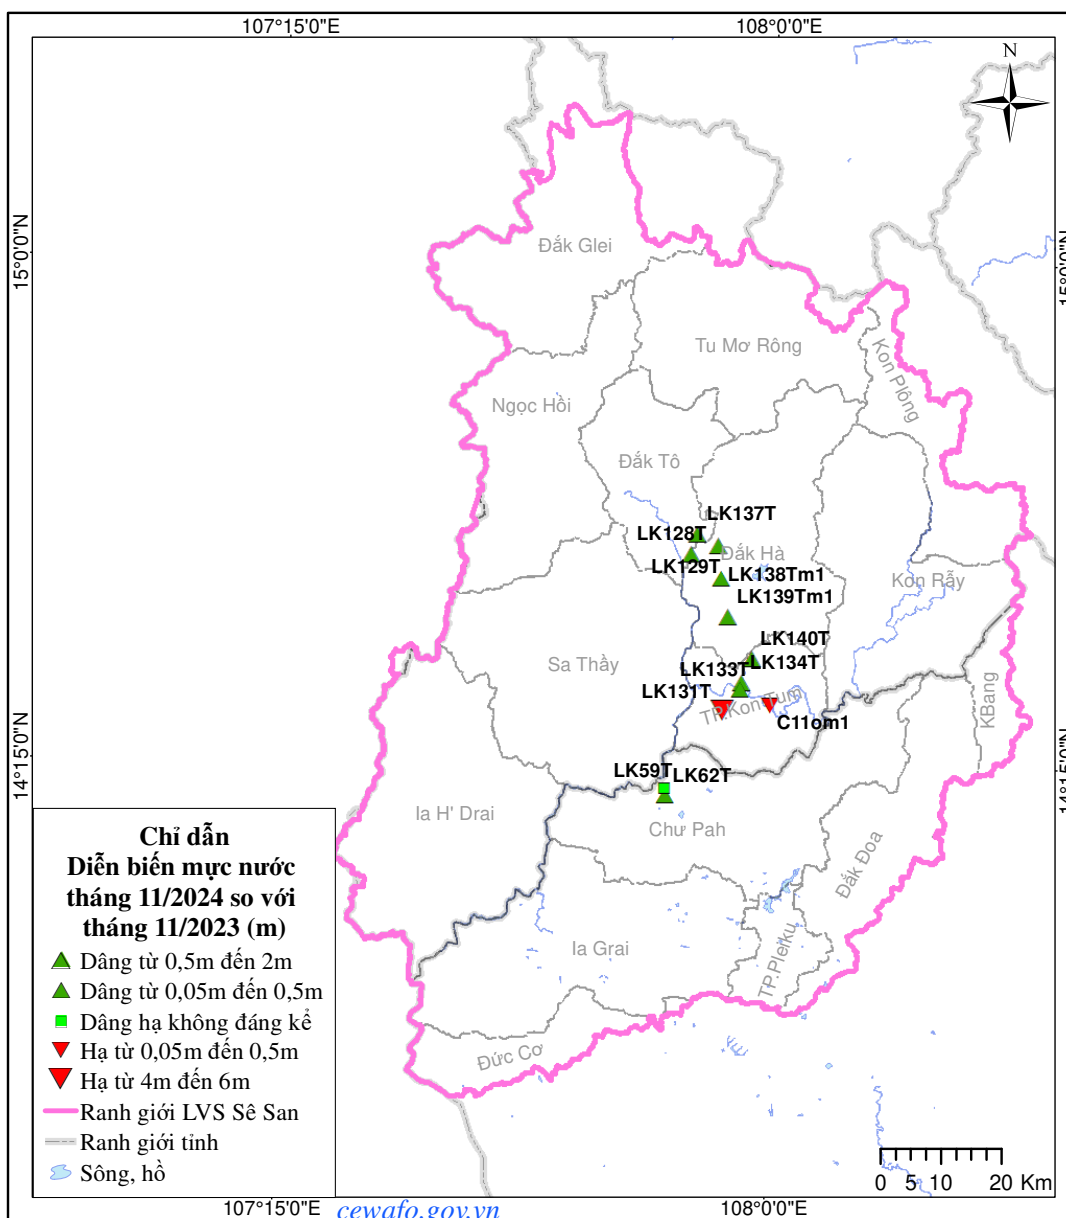 107°15'0"E
108°0'0"E
N
15°0'0"N
15°0'0"N
Đắk Glei
Tu Mơ Rông
Kon Plông
Ngọc Hồi
Đắk Tô
LK137T
LK128T
Đắk Hà
LK129T
LK138Tm1
Kon Rẫy
LK139Tm1
LK140T
Sa Thầy
LK133T
LK134T
LK131T
TP.Kon Tum
KBang
C11om1
14°15'0"N
14°15'0"N
LK59T
LK62T
Ia H' Drai
Chư Pah
Đắk Đoa
Ia Grai
TP.Pleiku
Đức Cơ
Chỉ dẫn
Diễn biến mực nước
tháng 11/2024 so với
tháng 11/2023 (m)
Dâng từ 0,5m đến 2m
Dâng từ 0,05m đến 0,5m
Dâng hạ không đáng kể
Hạ từ 0,05m đến 0,5m
Hạ từ 4m đến 6m
Ranh giới LVS Sê San
Ranh giới tỉnh
Sông, hồ
0 5 10 20 Km
107°15'0"E
cewafo.gov.vn
108°0'0"E